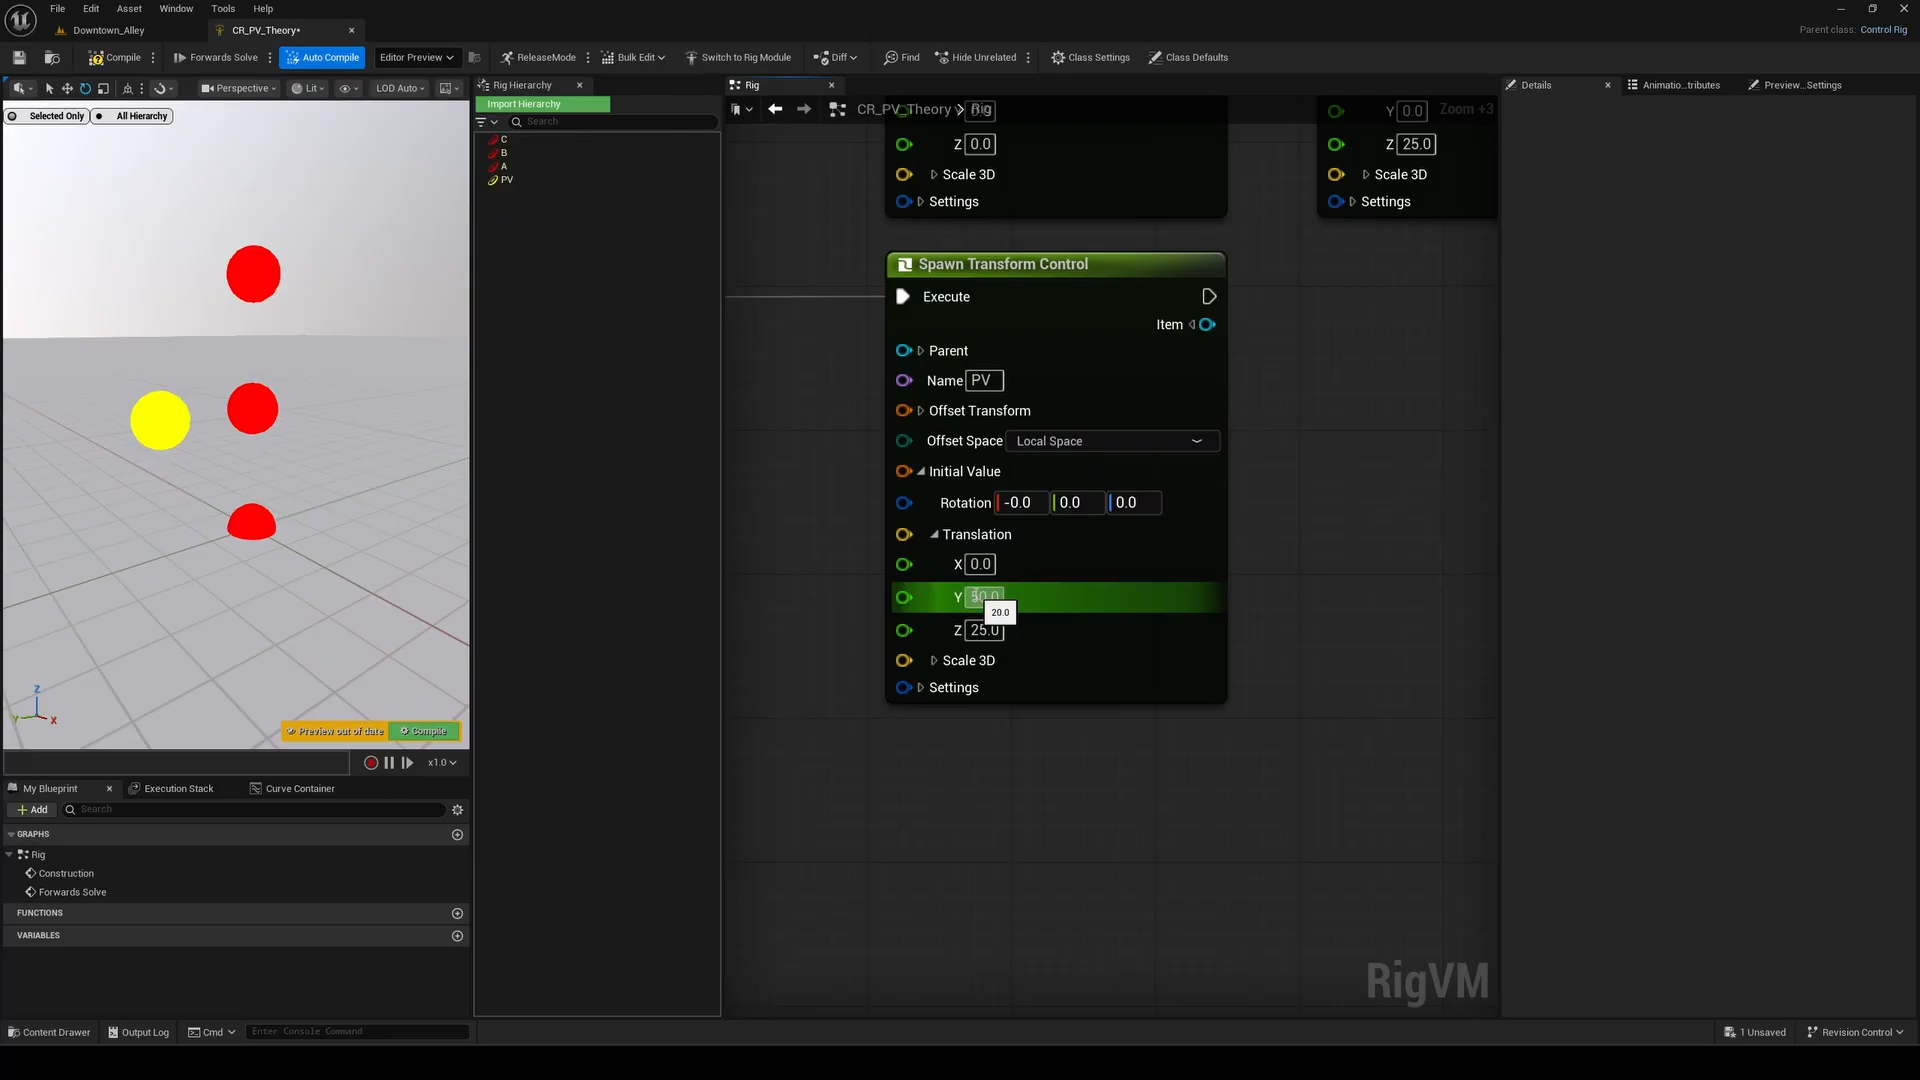 File Edit Asset Window Tools Help
Downtown_Alley
CR_PV_Theory•
Parent class: Control Rig
Compile
Forwards Solve
Auto Compile
Editor Preview
ReleaseMode
Bulk Edit
Switch to Rig Module
Diff
Find
Hide Unrelated
Class Settings
Class Defaults
Perspective
Lit
LOD Auto
Selected Only
All Hierarchy
Preview out of date
Compile
x1.0
Z
Y
X
Rig Hierarchy
Import Hierarchy
Search
C
B
A
PV
Rig
CR_PV_Theory > Rig
Zoom +3
Y 0.0
Z 0.0
Scale 3D
Settings
Y 0.0
Z 25.0
Scale 3D
Settings
Spawn Transform Control
Execute
Item
Parent
Name PV
Offset Transform
Offset Space Local Space
Initial Value
Rotation -0.0 0.0 0.0
Translation
X 0.0
Y 50.0
20.0
Z 25.0
Scale 3D
Settings
RigVM
Details
Animatio...tributes
Preview...Settings
My Blueprint
Execution Stack
Curve Container
Add
Search
GRAPHS
Rig
Construction
Forwards Solve
FUNCTIONS
VARIABLES
Content Drawer
Output Log
Cmd
Enter Console Command
1 Unsaved
Revision Control